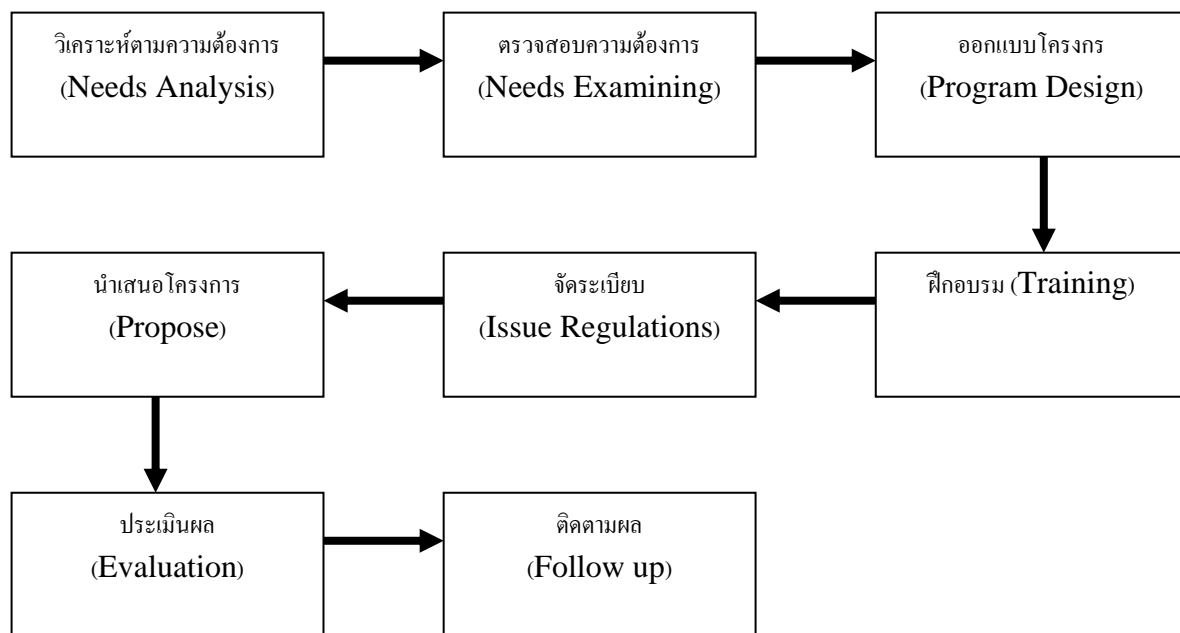 วิเคราะห์ตามความต้องการ
(Needs Analysis)
ตรวจสอบความต้องการ
(Needs Examining)
ออกแบบโครงกร
(Program Design)
นำเสนอโครงการ
(Propose)
จัดระเบียบ
(Issue Regulations)
ฝึกอบรม (Training)
ประเมินผล
(Evaluation)
ติดตามผล
(Follow up)